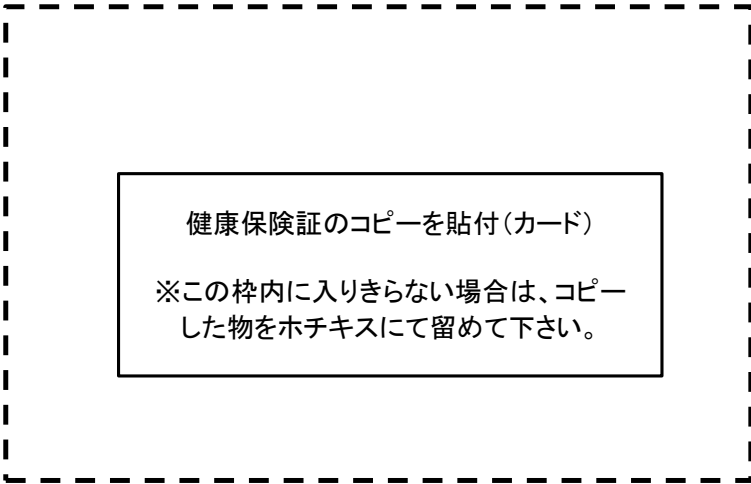 健康保険証のコピーを貼付（カード）
※この枠内に入りきらない場合は、コピー
した物をホチキスにて留めて下さい。